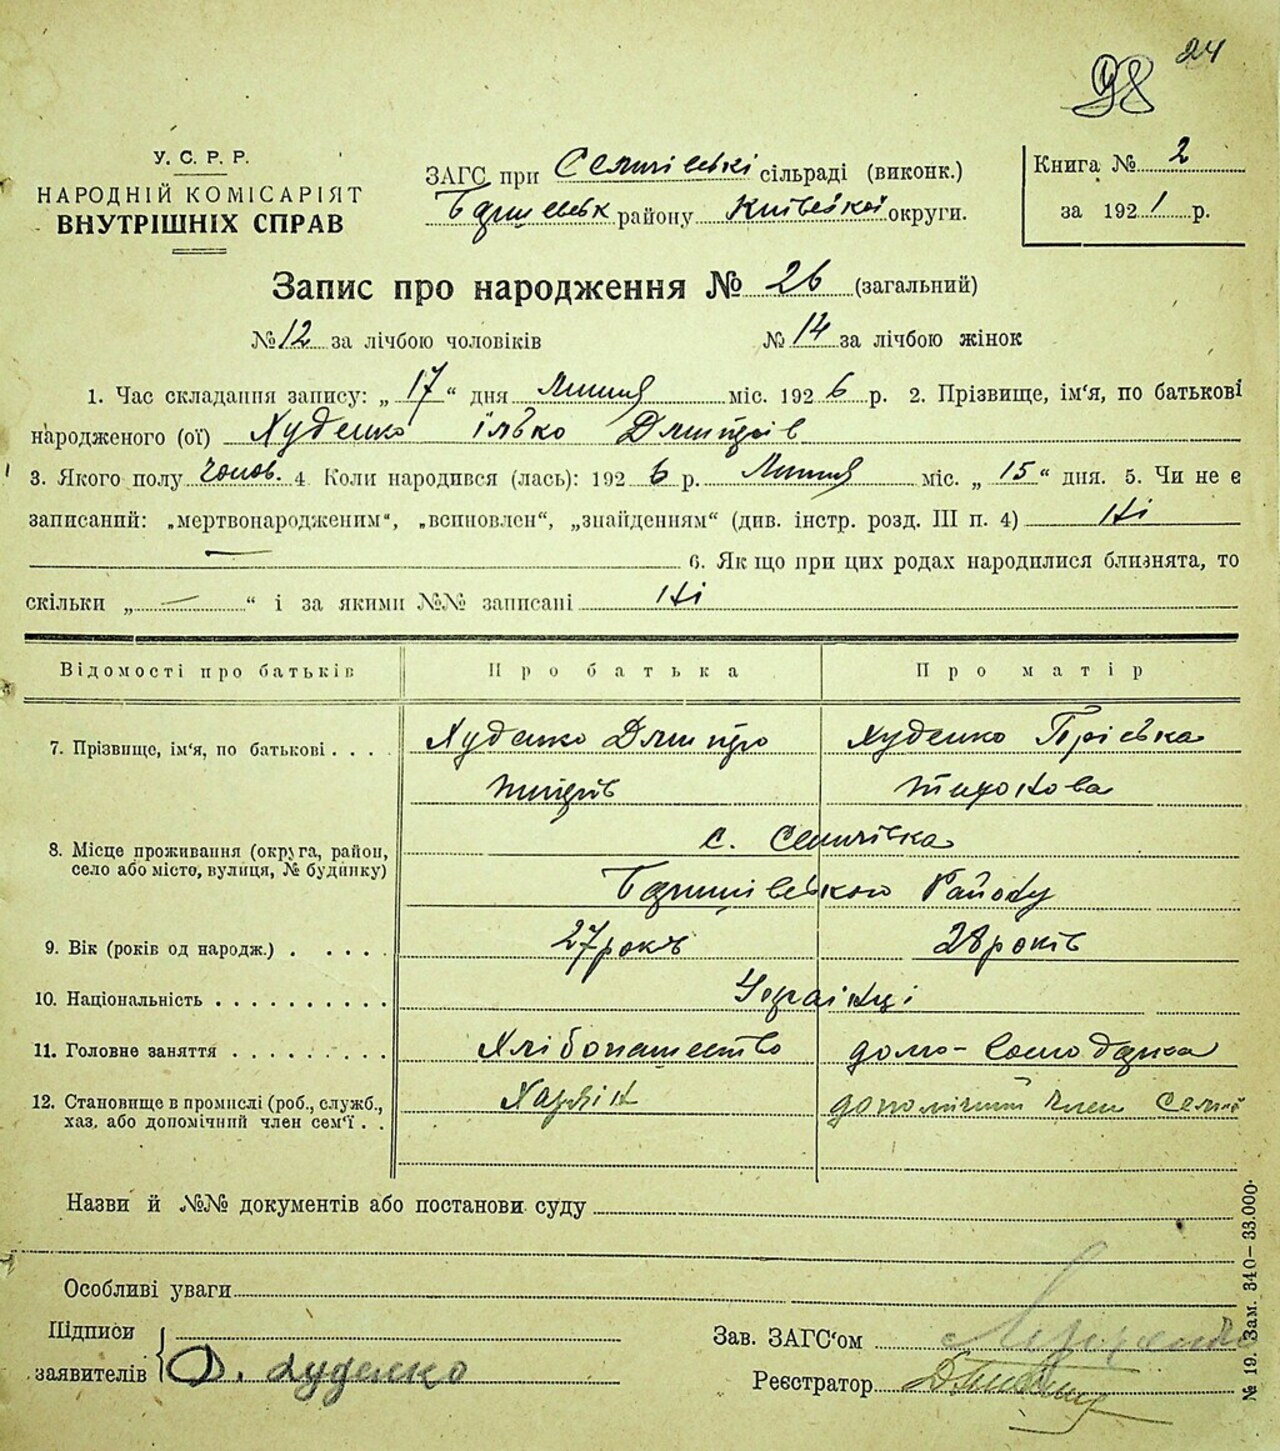 98 24
У. С. Р. Р.
НАРОДНІЙ КОМІСАРІЯТ
ВНУТРІШНІХ СПРАВ
ЗАГС при Семпівські сільраді (виконк.)
району Київської округи.
Книга № 2
за 1921 р.
Запис про народження № 26 (загальний)
№ 12 за лічбою чоловіків № 14 за лічбою жінок
1. Час складання запису: „ 17 “ дня Липня міс. 192 6 р. 2. Прізвище, ім‘я, по батькові
народженого (ої) Худенко Ілько Дмитрів
3. Якого полу чолов. 4 Коли народився (лась): 192 6 р. Липня міс. „ 15 “ дня. 5. Чи не є
записаний: „мертвонародженим“, „всиновлен“, „знайденням“ (див. інстр. розд. III п. 4) Ні
— 6. Як що при цих родах народилися близнята, то
скільки „ — “ і за якими №№ записані Ні
Відомості про батьків Про батька Про матір
7. Прізвище, ім‘я, по батькові . . . . Худенко Дмитро Худенко
8. Місце проживання (округа, район, с.
село або місто, вулиця, № будинку) Району
9. Вік (років од народж.) . . . . . 27 років 28 років
10. Національність . . . . . . . . . . Українці
11. Головне заняття . . . . . . . . . Хлібопашество домо-господарка
12. Становище в промислі (роб., служб., Хазяїн допомічний член семї
хаз. або допомічний член сем‘ї . .
Назви й №№ документів або постанови суду
Особливі уваги
Підписи
заявителів Д. Худенко
Зав. ЗАГС‘ом
Реєстратор
№ 19. Зам. 340–33.000.